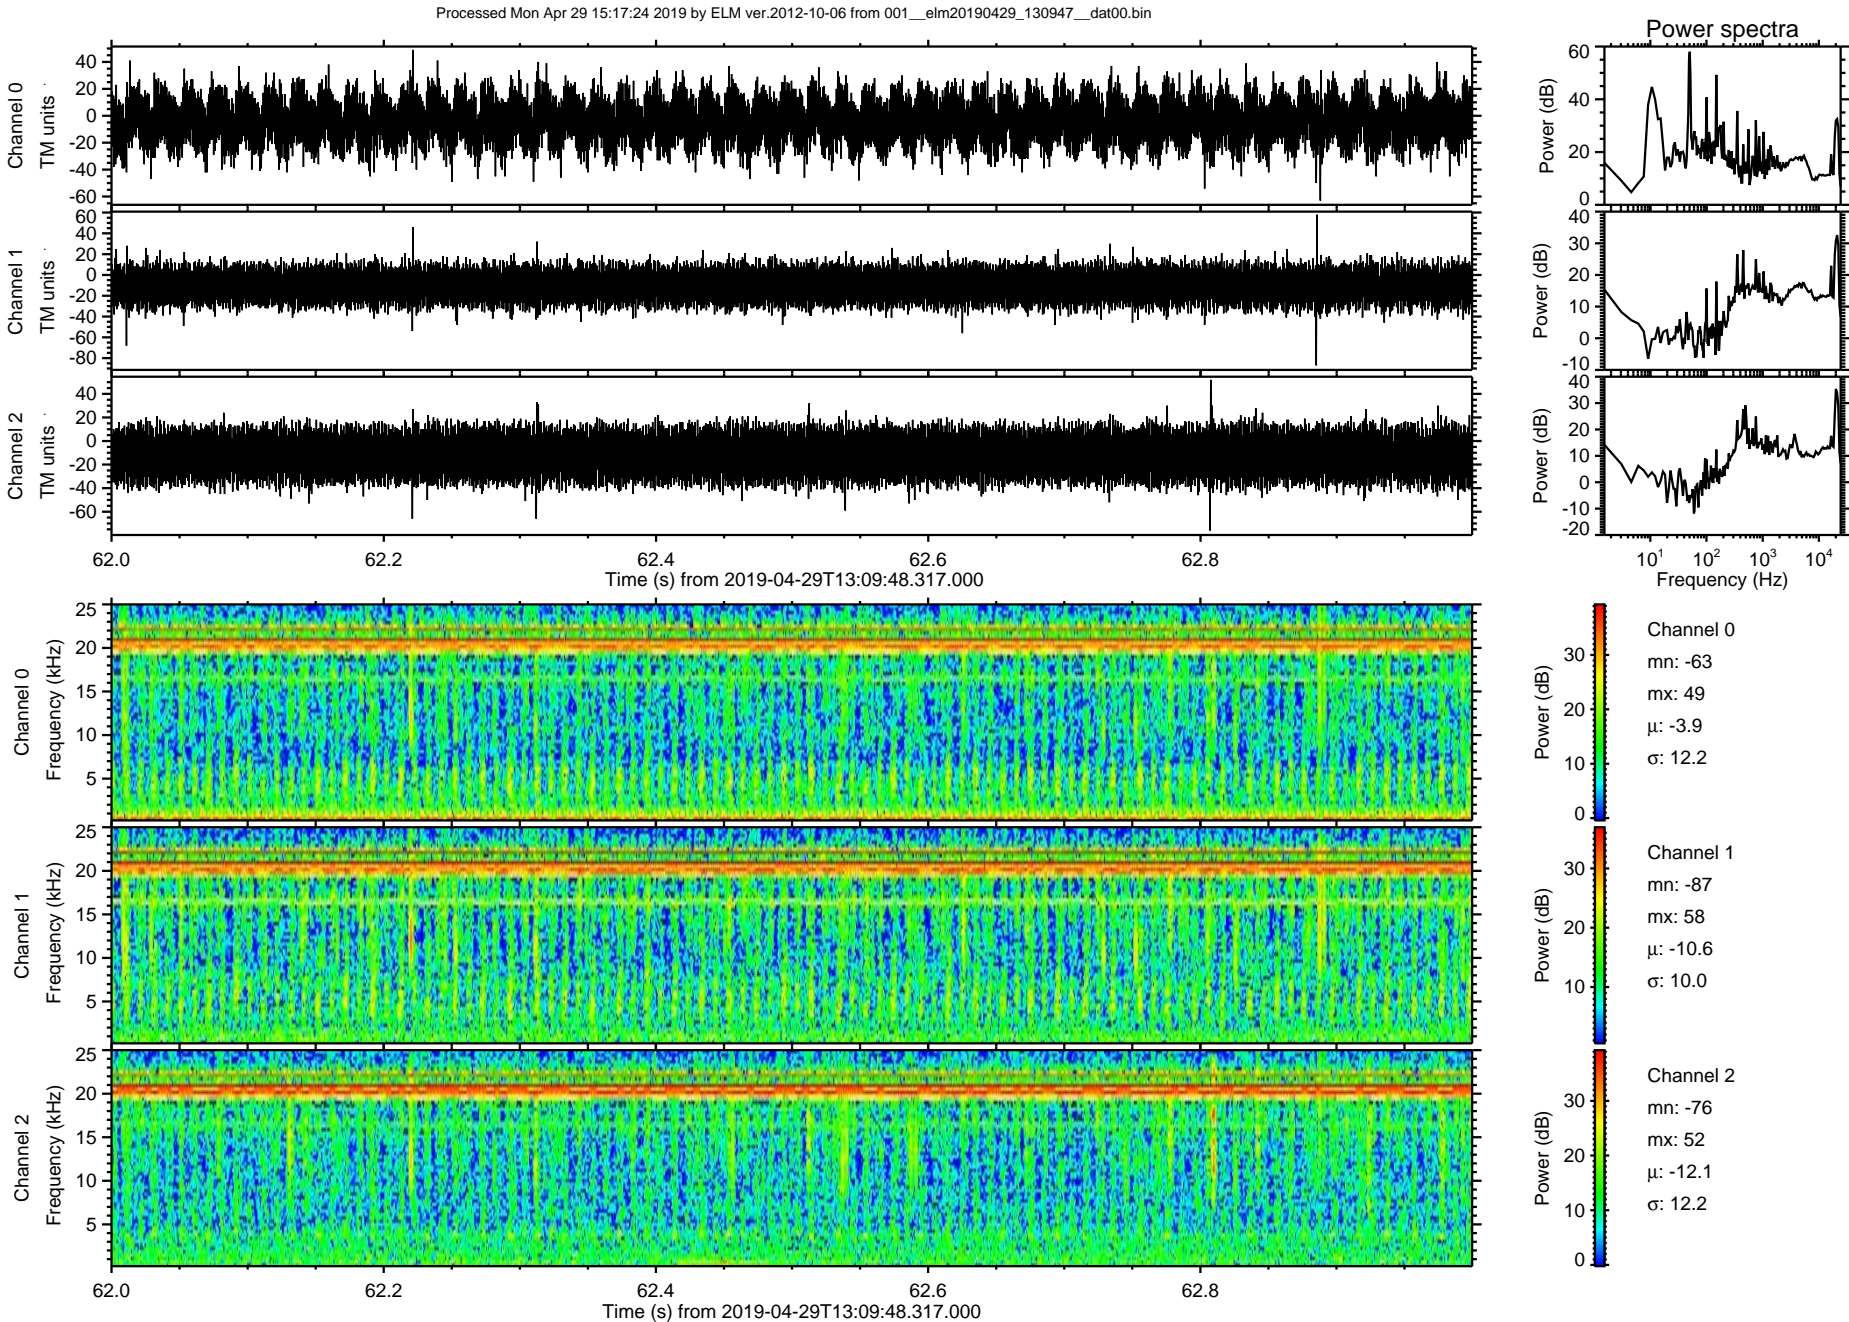 Processed Mon Apr 29 15:17:24 2019 by ELM ver.2012-10-06 from 001__elm20190429_130947__dat00.bin
Power spectra
Channel 0
TM units
40
20
0
-20
-40
-60
Power (dB)
60
40
20
0
Channel 1
TM units
60
40
20
0
-20
-40
-60
-80
Power (dB)
40
30
20
10
0
-10
Channel 2
TM units
40
20
0
-20
-40
-60
Power (dB)
40
30
20
10
0
-10
-20
62.0 62.2 62.4 62.6 62.8
Time (s) from 2019-04-29T13:09:48.317.000
10¹ 10² 10³ 10⁴
Frequency (Hz)
Channel 0
Frequency (kHz)
25
20
15
10
5
Power (dB)
30
20
10
0
Channel 0
mn: -63
mx: 49
μ: -3.9
σ: 12.2
Channel 1
Frequency (kHz)
25
20
15
10
5
Power (dB)
30
20
10
Channel 1
mn: -87
mx: 58
μ: -10.6
σ: 10.0
Channel 2
Frequency (kHz)
25
20
15
10
5
Power (dB)
30
20
10
0
Channel 2
mn: -76
mx: 52
μ: -12.1
σ: 12.2
62.0 62.2 62.4 62.6 62.8
Time (s) from 2019-04-29T13:09:48.317.000